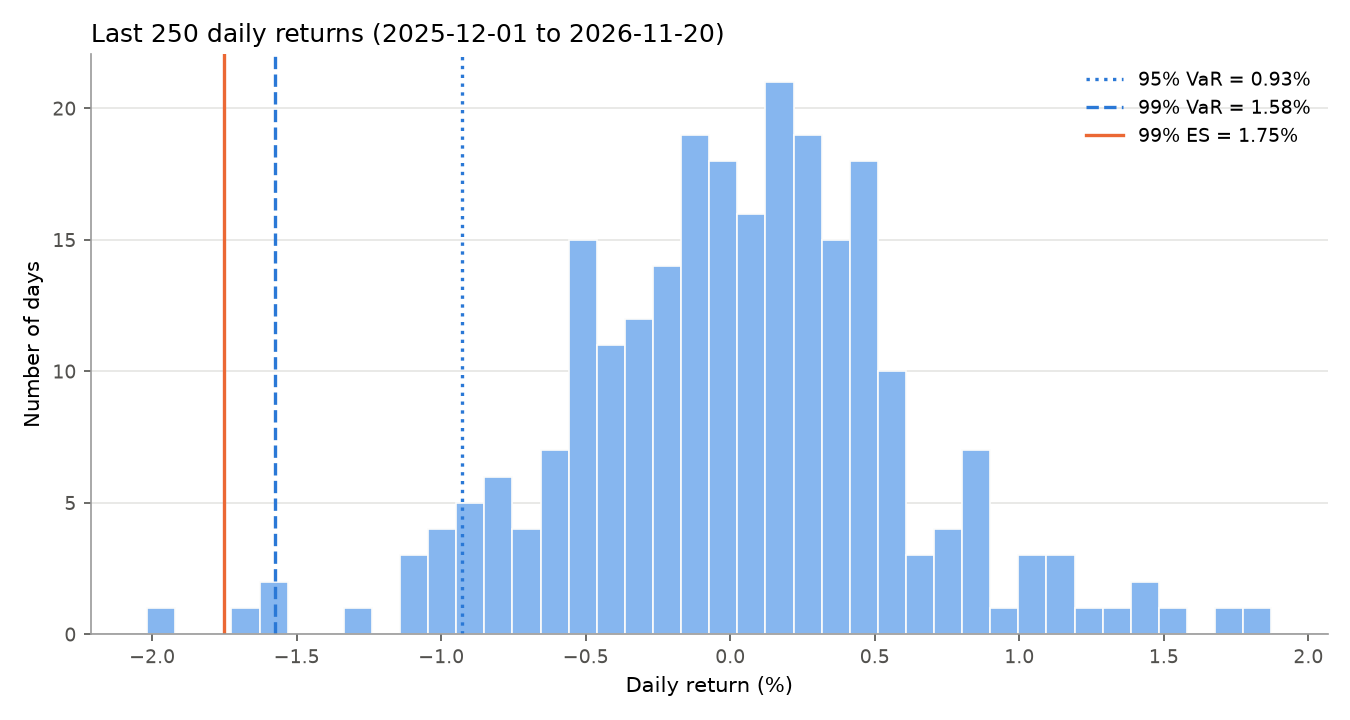 Last 250 daily returns (2025-12-01 to 2026-11-20)
95% VaR = 0.93%
99% VaR = 1.58%
99% ES = 1.75%
Number of days
20
15
10
5
0
−2.0 −1.5 −1.0 −0.5 0.0 0.5 1.0 1.5 2.0
Daily return (%)